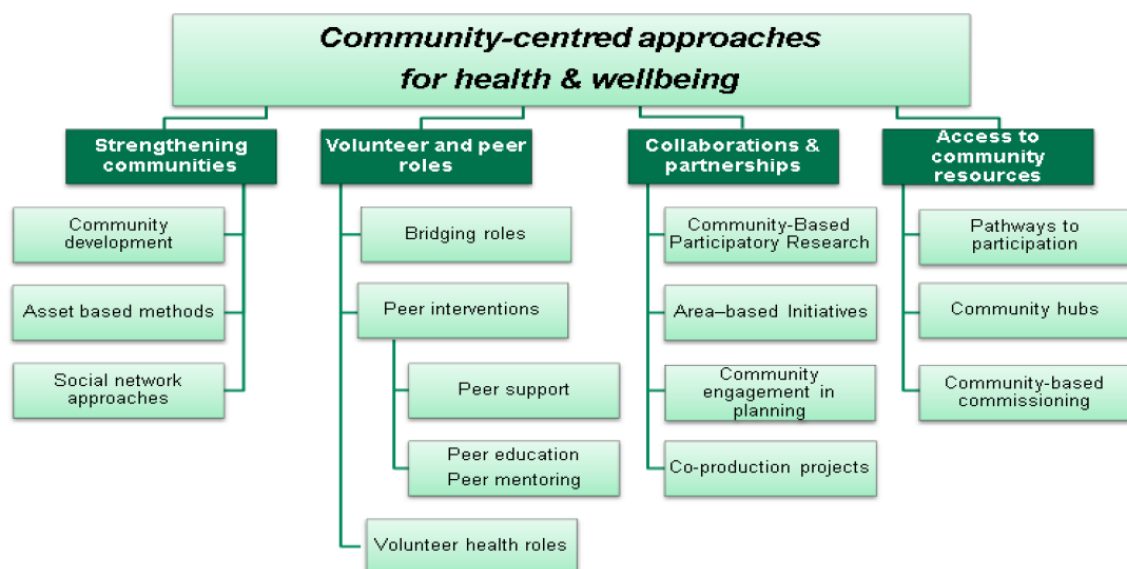 Community-centred approaches
for health & wellbeing
Strengthening
communities
Community
development
Asset based methods
Social network
approaches
Volunteer and peer
roles
Bridging roles
Peer interventions
Peer support
Peer education
Peer mentoring
Volunteer health roles
Collaborations &
partnerships
Community-Based
Participatory Research
Area–based Initiatives
Community
engagement in
planning
Co-production projects
Access to
community
resources
Pathways to
participation
Community hubs
Community-based
commissioning